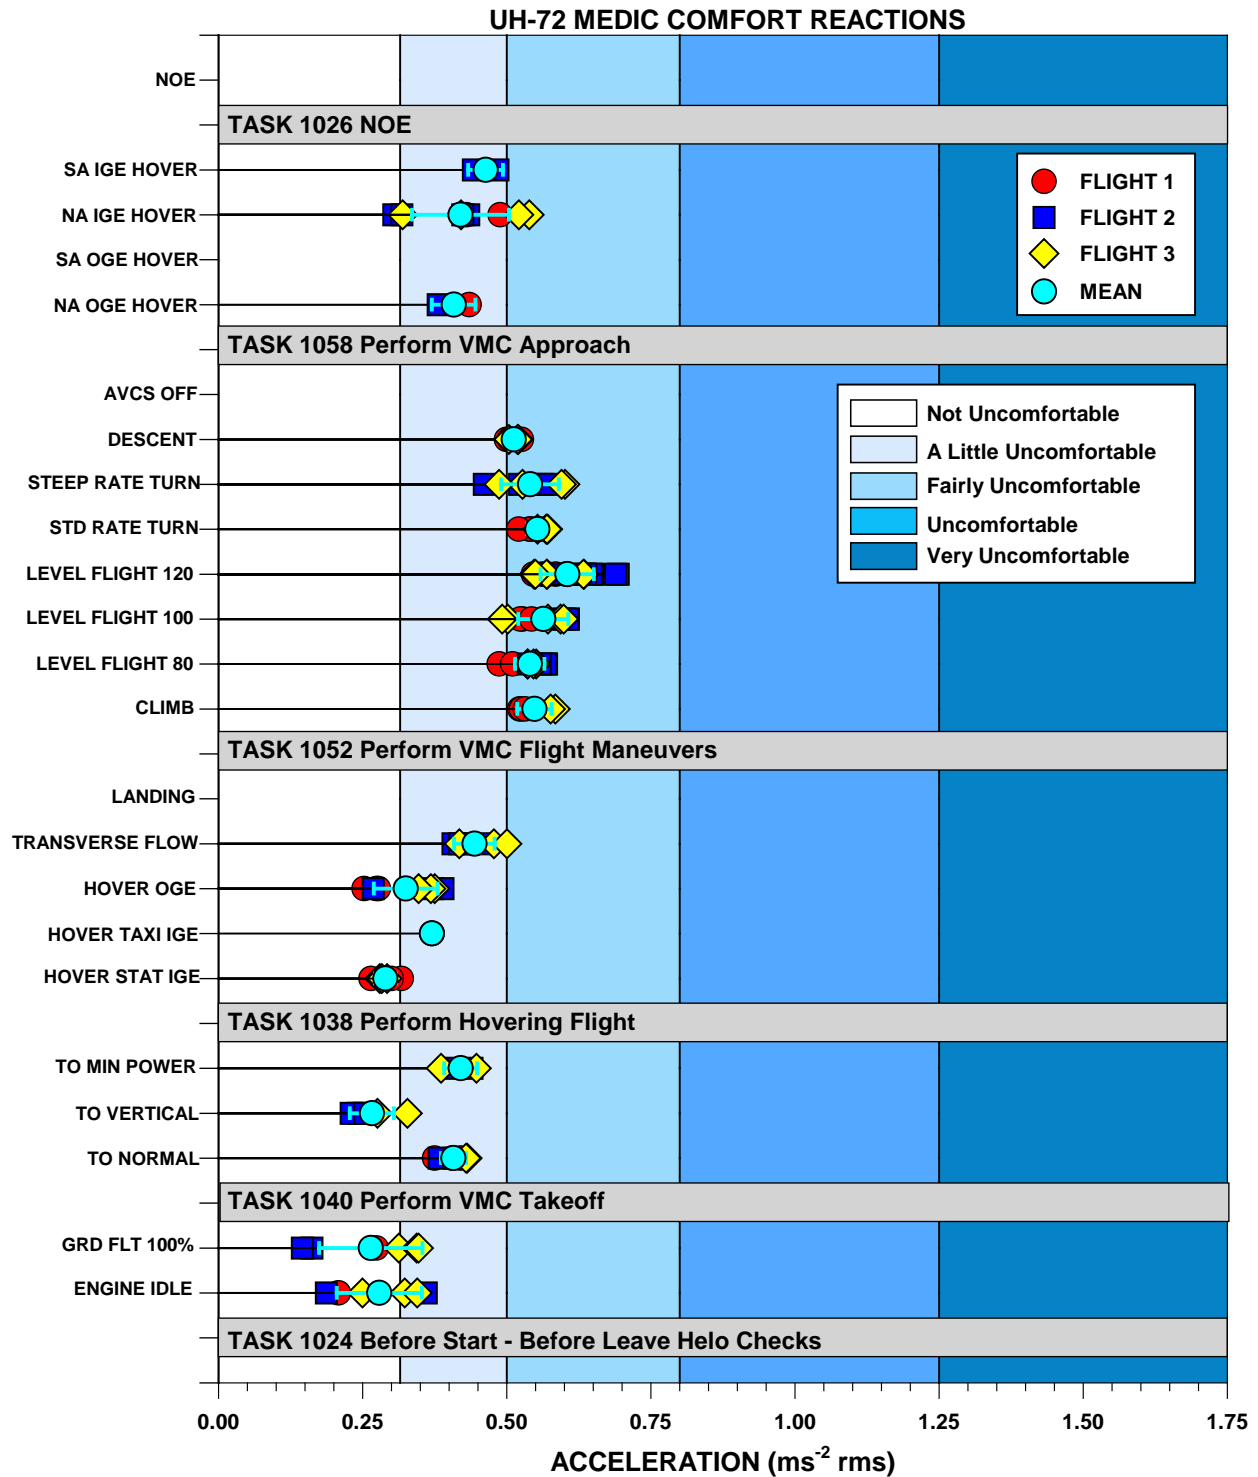 UH-72 MEDIC COMFORT REACTIONS
NOE
TASK 1026 NOE
SA IGE HOVER
NA IGE HOVER
SA OGE HOVER
NA OGE HOVER
FLIGHT 1
FLIGHT 2
FLIGHT 3
MEAN
TASK 1058 Perform VMC Approach
AVCS OFF
DESCENT
STEEP RATE TURN
STD RATE TURN
LEVEL FLIGHT 120
LEVEL FLIGHT 100
LEVEL FLIGHT 80
CLIMB
Not Uncomfortable
A Little Uncomfortable
Fairly Uncomfortable
Uncomfortable
Very Uncomfortable
TASK 1052 Perform VMC Flight Maneuvers
LANDING
TRANSVERSE FLOW
HOVER OGE
HOVER TAXI IGE
HOVER STAT IGE
TASK 1038 Perform Hovering Flight
TO MIN POWER
TO VERTICAL
TO NORMAL
TASK 1040 Perform VMC Takeoff
GRD FLT 100%
ENGINE IDLE
TASK 1024 Before Start - Before Leave Helo Checks
0.00 0.25 0.50 0.75 1.00 1.25 1.50 1.75
ACCELERATION (ms⁻² rms)